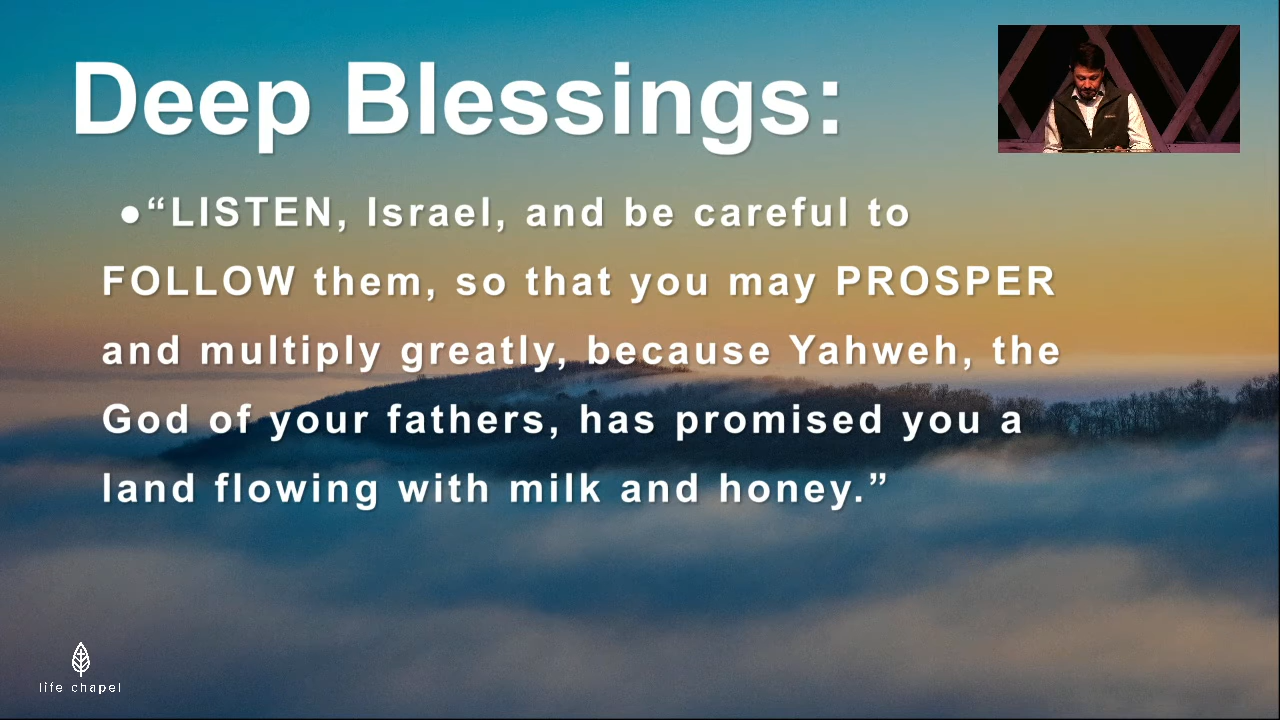 Deep Blessings:
●“LISTEN, Israel, and be careful to
FOLLOW them, so that you may PROSPER
and multiply greatly, because Yahweh, the
God of your fathers, has promised you a
land flowing with milk and honey.”
life chapel